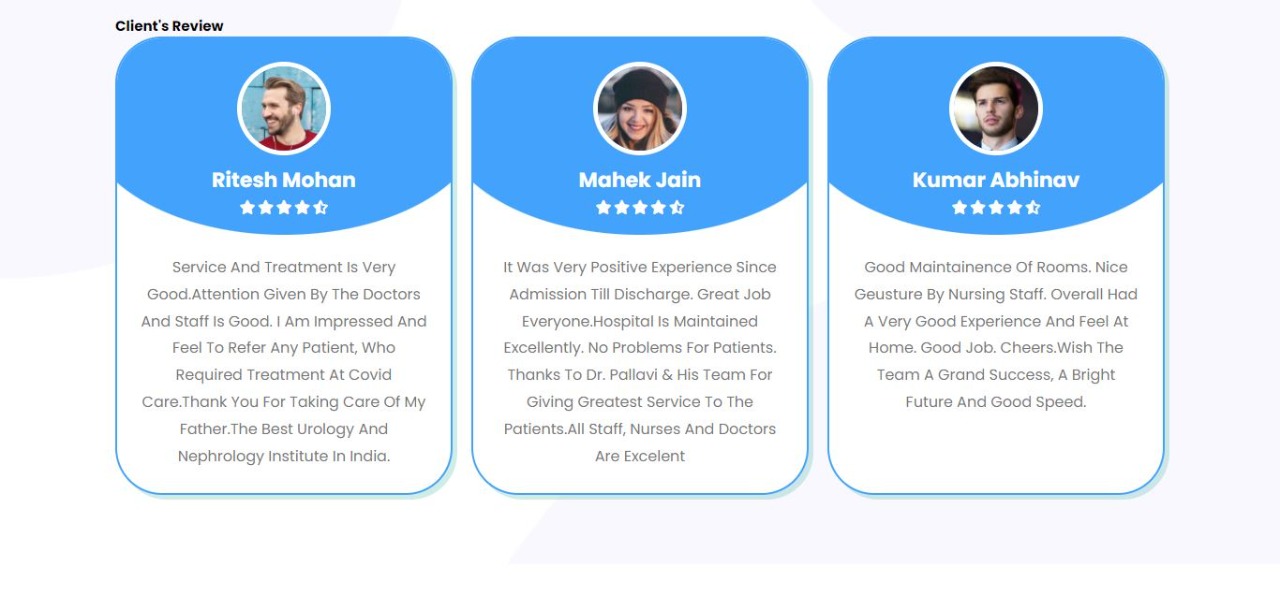 Client's Review
Ritesh Mohan
Service And Treatment Is Very
Good.Attention Given By The Doctors
And Staff Is Good. I Am Impressed And
Feel To Refer Any Patient, Who
Required Treatment At Covid
Care.Thank You For Taking Care Of My
Father.The Best Urology And
Nephrology Institute In India.
Mahek Jain
It Was Very Positive Experience Since
Admission Till Discharge. Great Job
Everyone.Hospital Is Maintained
Excellently. No Problems For Patients.
Thanks To Dr. Pallavi & His Team For
Giving Greatest Service To The
Patients.All Staff, Nurses And Doctors
Are Excelent
Kumar Abhinav
Good Maintainence Of Rooms. Nice
Geusture By Nursing Staff. Overall Had
A Very Good Experience And Feel At
Home. Good Job. Cheers.Wish The
Team A Grand Success, A Bright
Future And Good Speed.